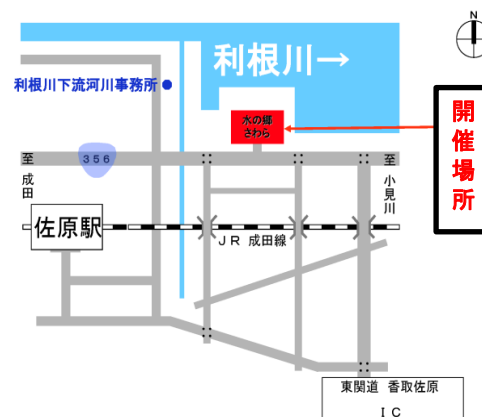 N
利根川→
利根川下流河川事務所
水の郷
さわら
開催場所
356
至 成田
至 小見川
佐原駅
JR 成田線
東関道 香取佐原
IC